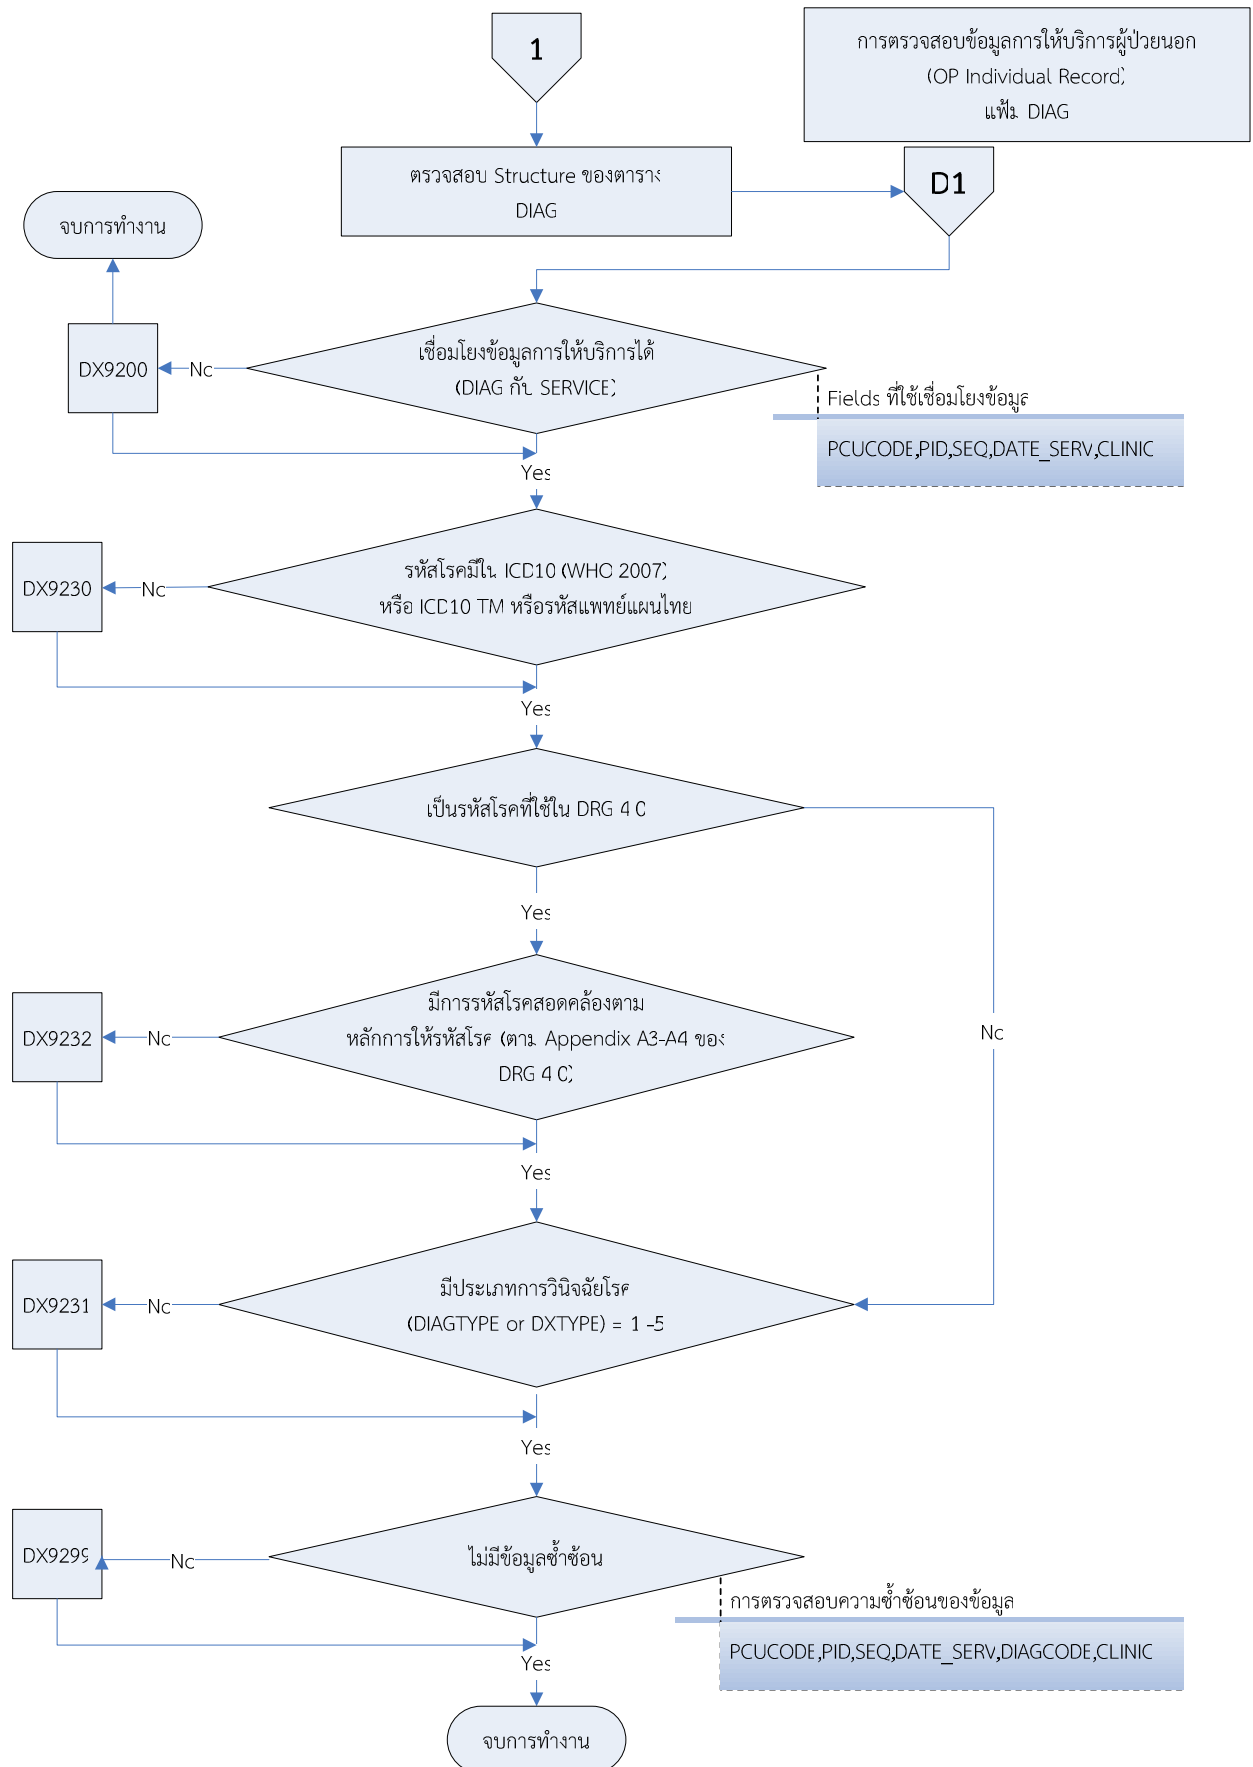 1
การตรวจสอบข้อมูลการให้บริการผู้ป่วยนอก
(OP Individual Record)
แฟ้ม DIAG
ตรวจสอบ Structure ของตาราง
DIAG
D1
จบการทำงาน
เชื่อมโยงข้อมูลการให้บริการได้
(DIAG กับ SERVICE)
No
DX9200
Fields ที่ใช้เชื่อมโยงข้อมูล
PCUCODE,PID,SEQ,DATE_SERV,CLINIC
Yes
รหัสโรคมีใน ICD10 (WHO 2007)
หรือ ICD10 TM หรือรหัสแพทย์แผนไทย
No
DX9230
Yes
เป็นรหัสโรคที่ใช้ใน DRG 4.0
Yes
No
มีการรหัสโรคสอดคล้องตาม
หลักการให้รหัสโรค (ตาม Appendix A3-A4 ของ
DRG 4.0)
No
DX9232
Yes
มีประเภทการวินิจฉัยโรค
(DIAGTYPE or DXTYPE) = 1 -5
No
DX9231
Yes
ไม่มีข้อมูลซ้ำซ้อน
No
DX9299
การตรวจสอบความซ้ำซ้อนของข้อมูล
PCUCODE,PID,SEQ,DATE_SERV,DIAGCODE,CLINIC
Yes
จบการทำงาน